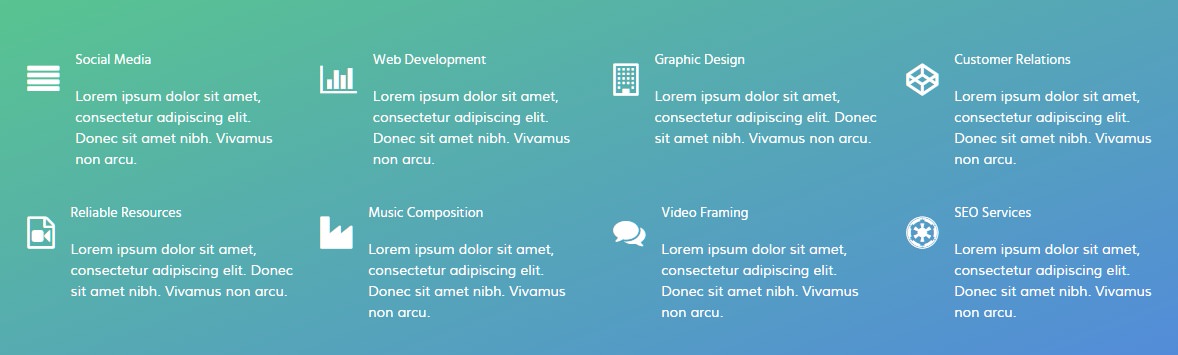 Social Media
Lorem ipsum dolor sit amet,
consectetur adipiscing elit.
Donec sit amet nibh. Vivamus
non arcu.
Web Development
Lorem ipsum dolor sit amet,
consectetur adipiscing elit.
Donec sit amet nibh. Vivamus
non arcu.
Graphic Design
Lorem ipsum dolor sit amet,
consectetur adipiscing elit. Donec
sit amet nibh. Vivamus non arcu.
Customer Relations
Lorem ipsum dolor sit amet,
consectetur adipiscing elit.
Donec sit amet nibh. Vivamus
non arcu.
Reliable Resources
Lorem ipsum dolor sit amet,
consectetur adipiscing elit. Donec
sit amet nibh. Vivamus non arcu.
Music Composition
Lorem ipsum dolor sit amet,
consectetur adipiscing elit.
Donec sit amet nibh. Vivamus
non arcu.
Video Framing
Lorem ipsum dolor sit amet,
consectetur adipiscing elit.
Donec sit amet nibh. Vivamus
non arcu.
SEO Services
Lorem ipsum dolor sit amet,
consectetur adipiscing elit.
Donec sit amet nibh. Vivamus
non arcu.